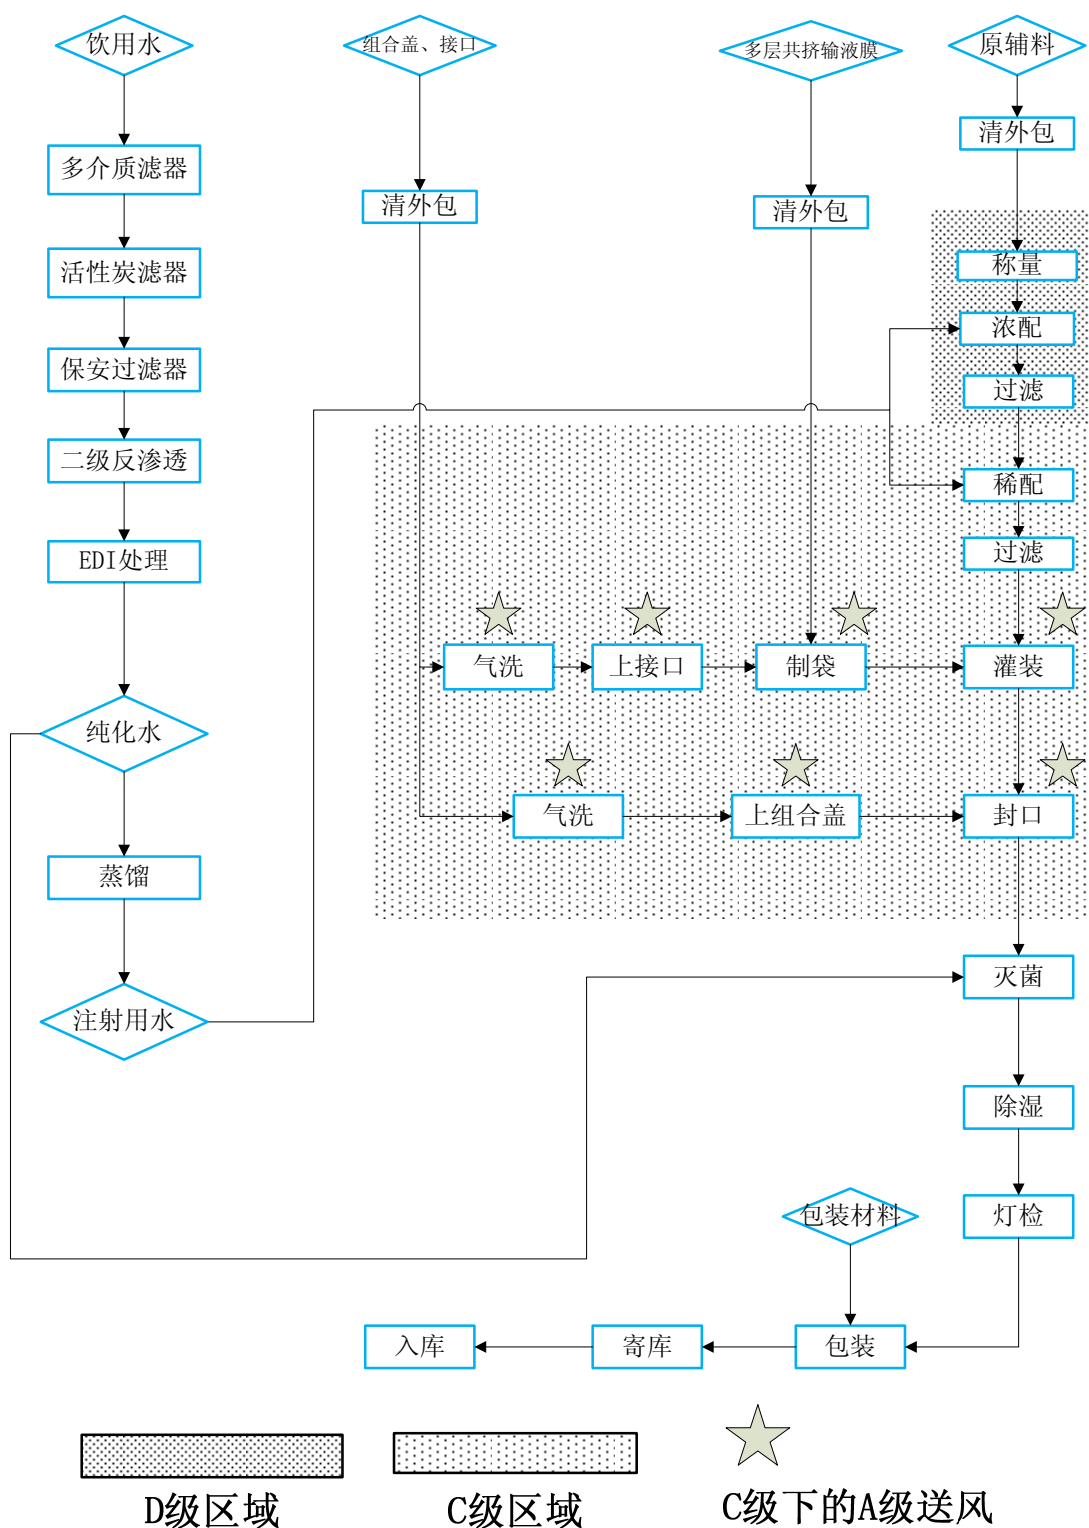 饮用水
组合盖、接口
多层共挤输液膜
原辅料
清外包
多介质滤器
清外包
清外包
活性炭滤器
称量
浓配
保安过滤器
过滤
二级反渗透
稀配
EDI处理
过滤
气洗
上接口
制袋
灌装
纯化水
气洗
上组合盖
封口
蒸馏
灭菌
注射用水
除湿
包装材料
灯检
入库
寄库
包装
D级区域
C级区域
C级下的A级送风